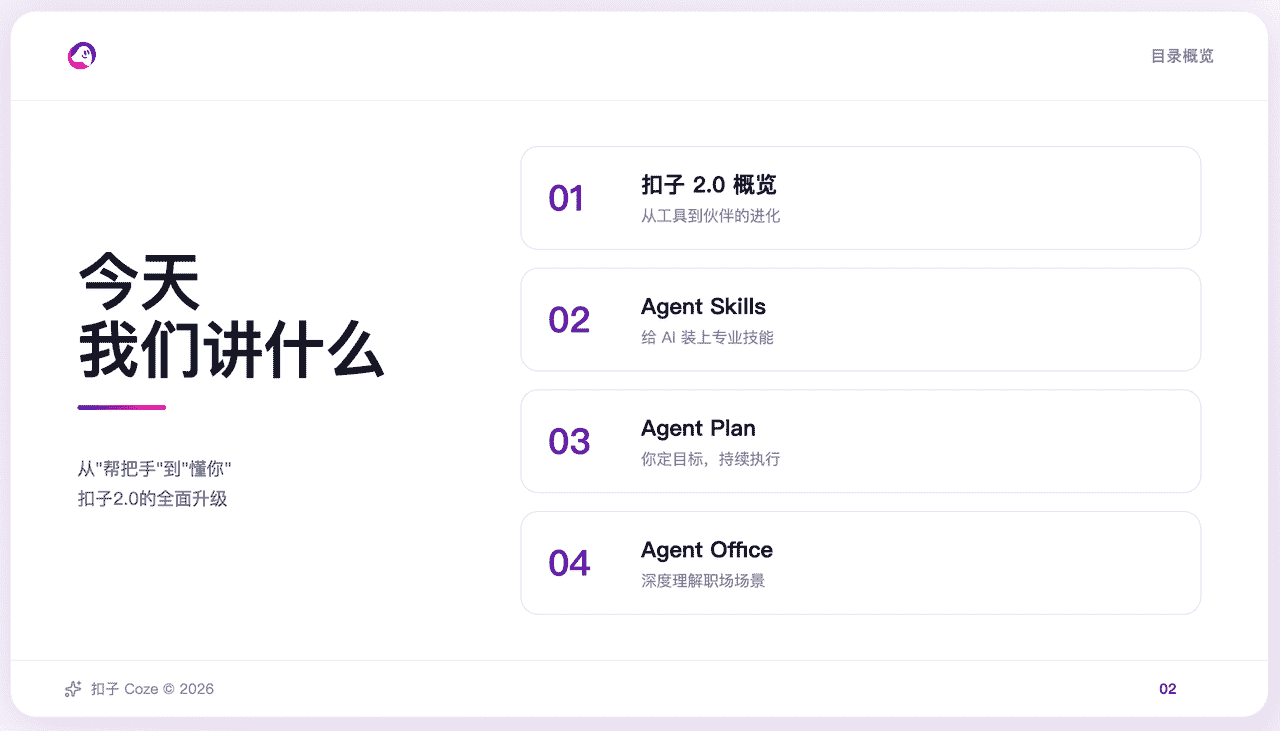 目录概览
今天
我们讲什么
从"帮把手"到"懂你"
扣子2.0的全面升级
01
扣子 2.0 概览
从工具到伙伴的进化
02
Agent Skills
给 AI 装上专业技能
03
Agent Plan
你定目标，持续执行
04
Agent Office
深度理解职场场景
扣子 Coze © 2026
02